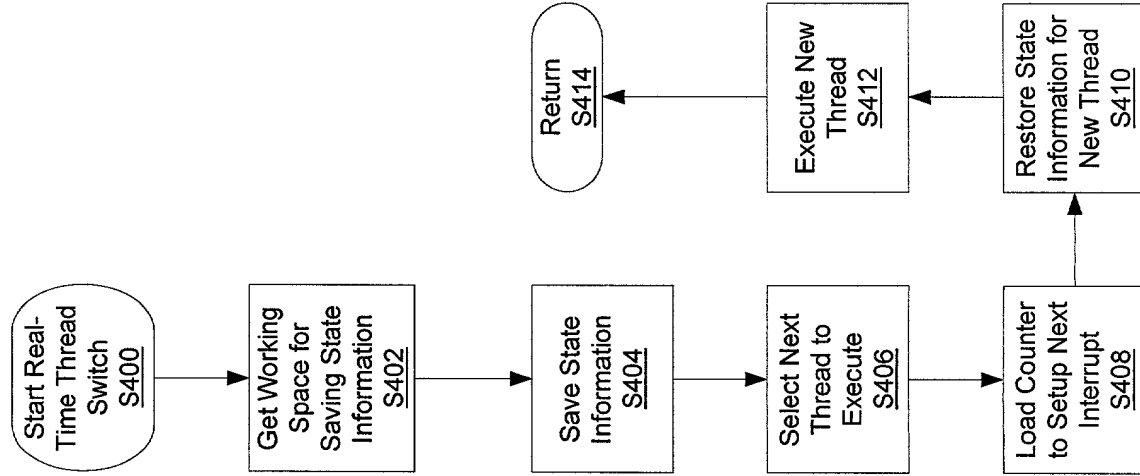 Start Real-
Time Thread
Switch
S400
Get Working
Space for
Saving State
Information
S402
Save State
Information
S404
Select Next
Thread to
Execute
S406
Load Counter
to Setup Next
Interrupt
S408
Restore State
Information for
New Thread
S410
Execute New
Thread
S412
Return
S414